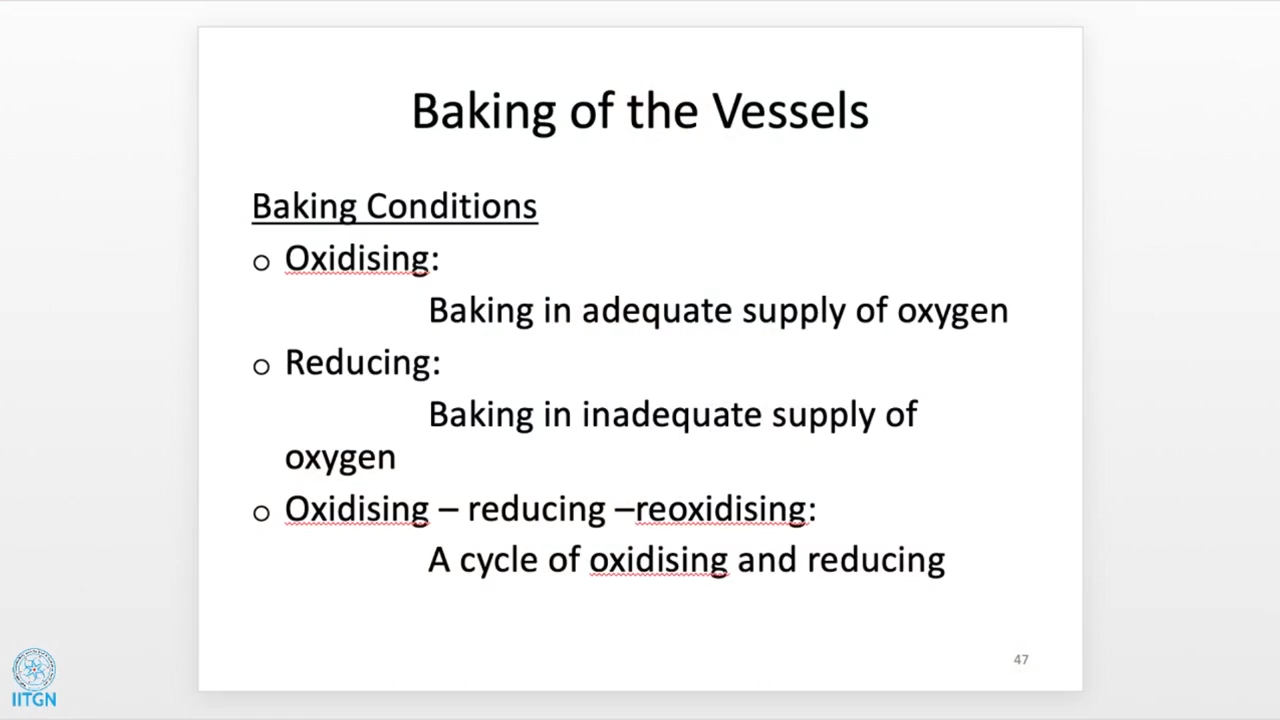 Baking of the Vessels
Baking Conditions
o Oxidising:
Baking in adequate supply of oxygen
o Reducing:
Baking in inadequate supply of
oxygen
o Oxidising – reducing –reoxidising:
A cycle of oxidising and reducing
47
IITGN